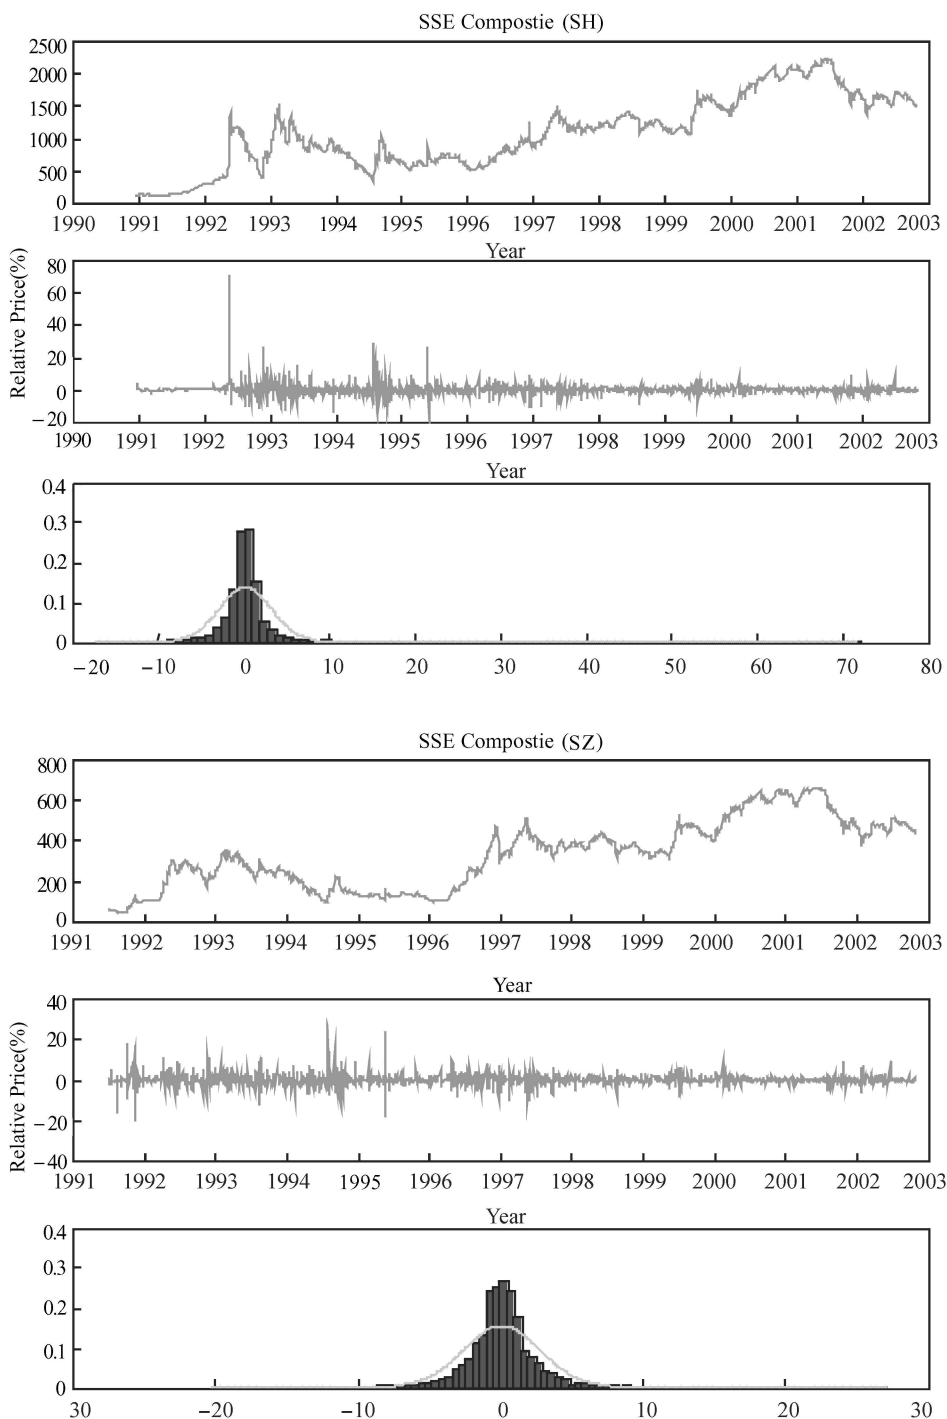 SSE Compostie (SH)
2500
2000
1500
1000
500
0
1990 1991 1992 1993 1994 1995 1996 1997 1998 1999 2000 2001 2002 2003
Year
Relative Price(%)
80
60
40
20
0
−20
1990 1991 1992 1993 1994 1995 1996 1997 1998 1999 2000 2001 2002 2003
Year
0.4
0.3
0.2
0.1
0
−20 −10 0 10 20 30 40 50 60 70 80
SSE Compostie (SZ)
800
600
400
200
0
1991 1992 1993 1994 1995 1996 1997 1998 1999 2000 2001 2002 2003
Year
Relative Price(%)
40
20
0
−20
−40
1991 1992 1993 1994 1995 1996 1997 1998 1999 2000 2001 2002 2003
Year
0.4
0.3
0.2
0.1
0
30 −20 −10 0 10 20 30